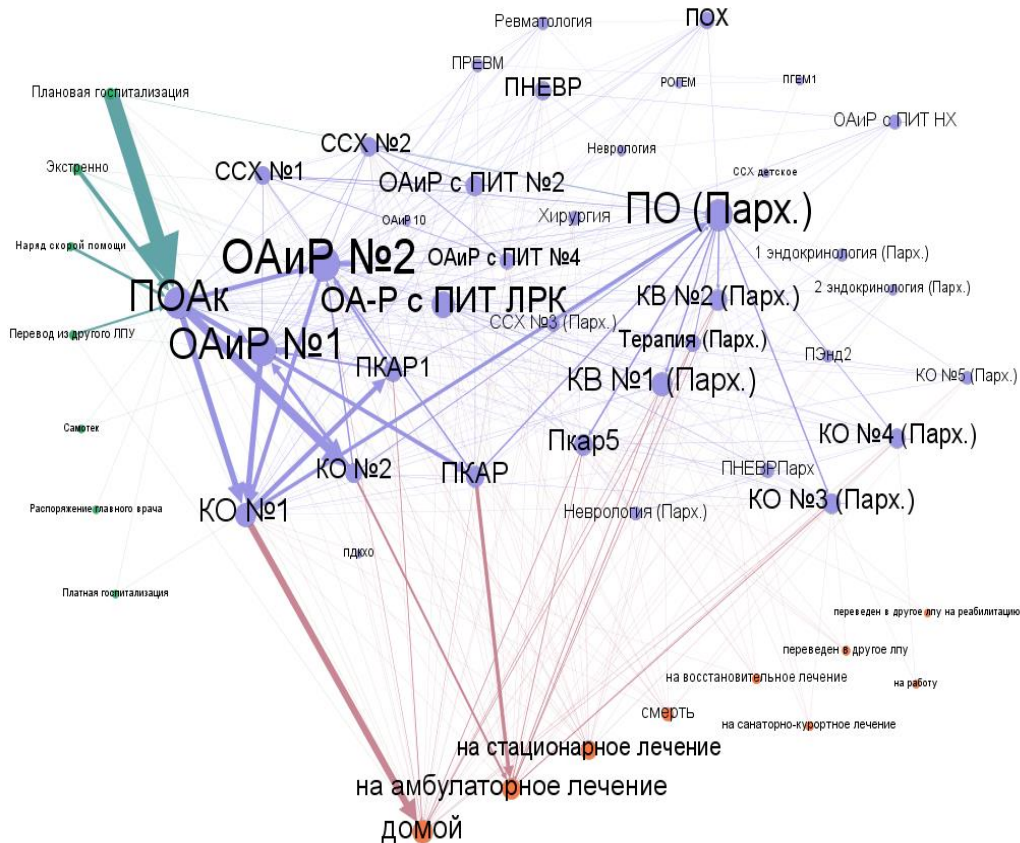 Ревматология
ПОХ
ПРЕВМ
ПНЕВР
РОГЕМ
ПГЕМ1
Плановая госпитализация
ОАиР с ПИТ НХ
ССХ №2
Неврология
Экстренно
ССХ №1
ОАиР с ПИТ №2
ССХ детское
ОАиР 10
Хирургия
ПО (Парх.)
Наряд скорой помощи
ОАиР №2
ОАиР с ПИТ №4
1 эндокринология (Парх.)
ПОАк
ОА-Р с ПИТ ЛРК
КВ №2 (Парх.)
2 эндокринология (Парх.)
ССХ №3 (Парх.)
Перевод из другого ЛПУ
ОАиР №1
Терапия (Парх.)
ПЭнд2
ПКАР1
КВ №1 (Парх.)
КО №5 (Парх.)
Самотек
Пкар5
КО №4 (Парх.)
КО №2
ПКАР
ПНЕВРПарх
КО №3 (Парх.)
Распоряжение главного врача
КО №1
Неврология (Парх.)
пдкхо
Платная госпитализация
переведен в другое лпу на реабилитацию
переведен в другое лпу
на восстановительное лечение
на работу
смерть
на санаторно-курортное лечение
на стационарное лечение
на амбулаторное лечение
домой